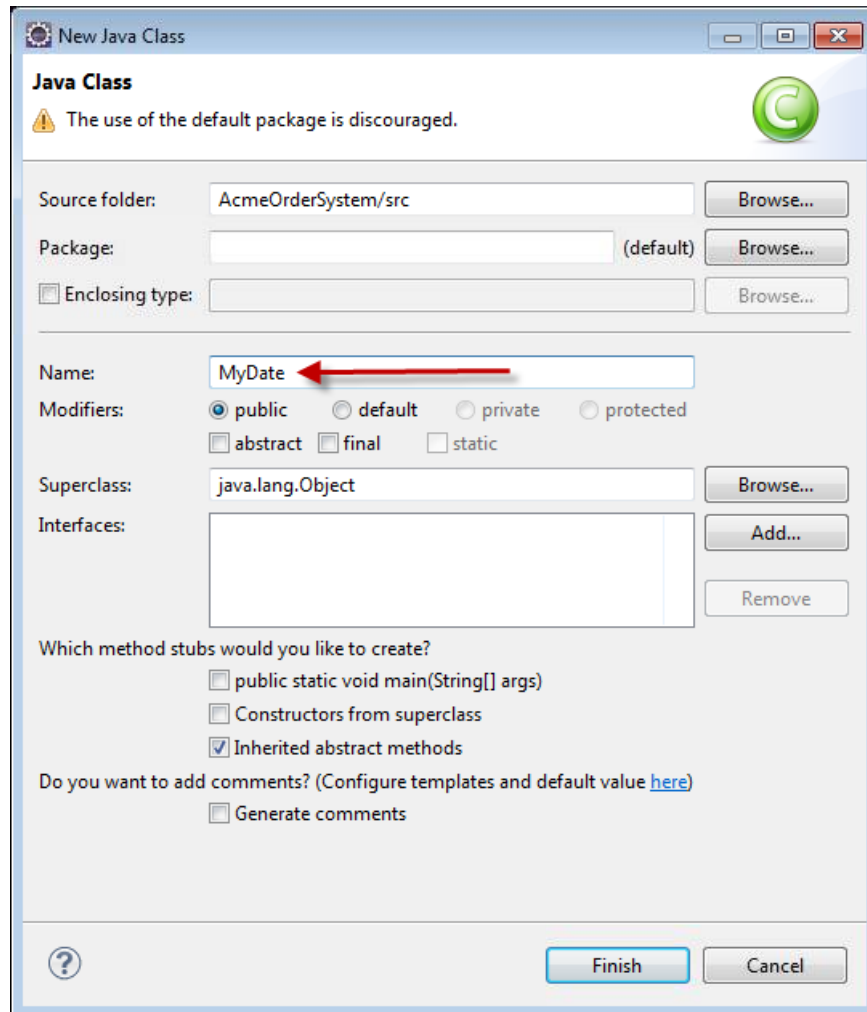 New Java Class
Java Class
The use of the default package is discouraged.
C
Source folder: AcmeOrderSystem/src Browse...
Package: (default) Browse...
Enclosing type: Browse...
Name: MyDate
Modifiers: public default private protected
abstract final static
Superclass: java.lang.Object Browse...
Interfaces: Add...
Remove
Which method stubs would you like to create?
public static void main(String[] args)
Constructors from superclass
Inherited abstract methods
Do you want to add comments? (Configure templates and default value here)
Generate comments
? Finish Cancel